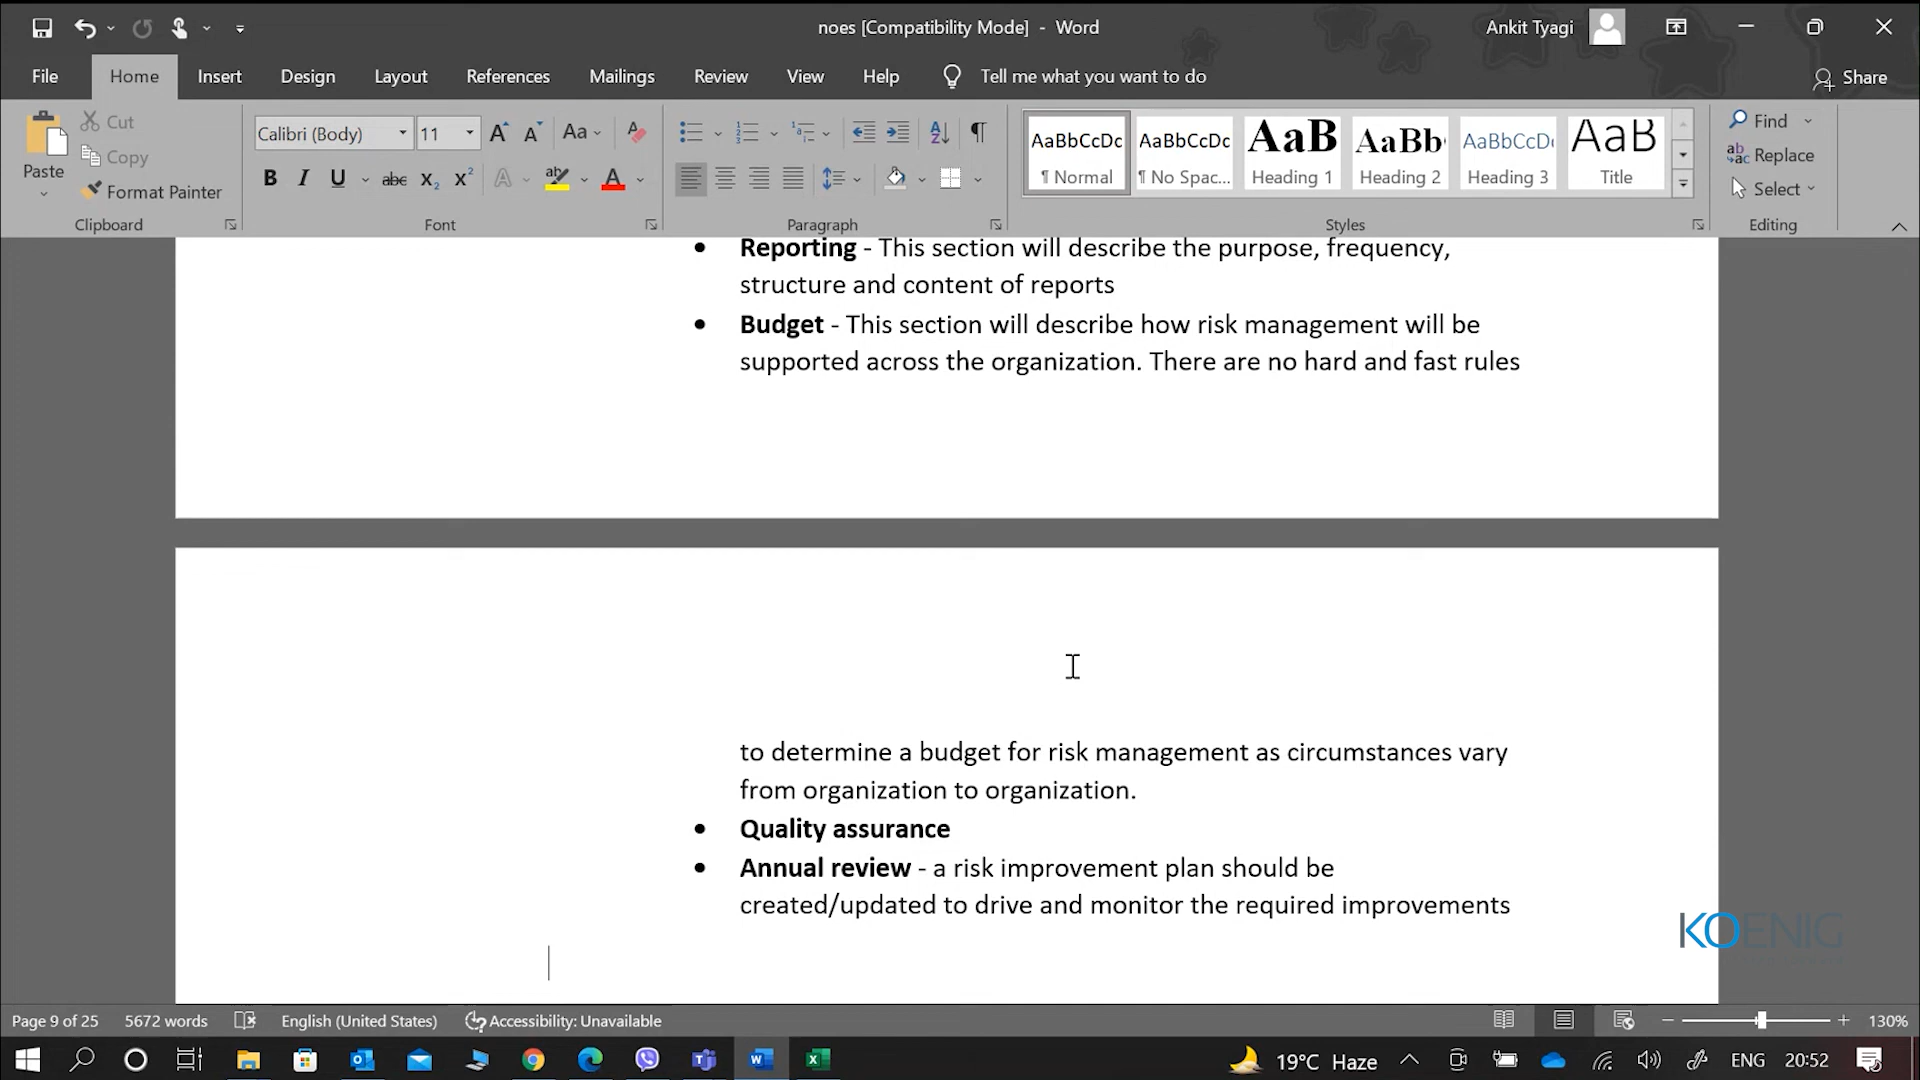 noes [Compatibility Mode] - Word
Ankit Tyagi
File Home Insert Design Layout References Mailings Review View Help Tell me what you want to do Share
Paste
Cut
Copy
Format Painter
Clipboard
Calibri (Body) 11
Font
Paragraph
AaBbCcDc AaBbCcDc AaB AaBb AaBbCcD AaB
¶ Normal ¶ No Spac... Heading 1 Heading 2 Heading 3 Title
Styles
Find
Replace
Select
Editing
• Reporting - This section will describe the purpose, frequency,
structure and content of reports
• Budget - This section will describe how risk management will be
supported across the organization. There are no hard and fast rules
to determine a budget for risk management as circumstances vary
from organization to organization.
• Quality assurance
• Annual review - a risk improvement plan should be
created/updated to drive and monitor the required improvements
KOENIG
Page 9 of 25 5672 words English (United States) Accessibility: Unavailable 130%
19°C Haze ENG 20:52